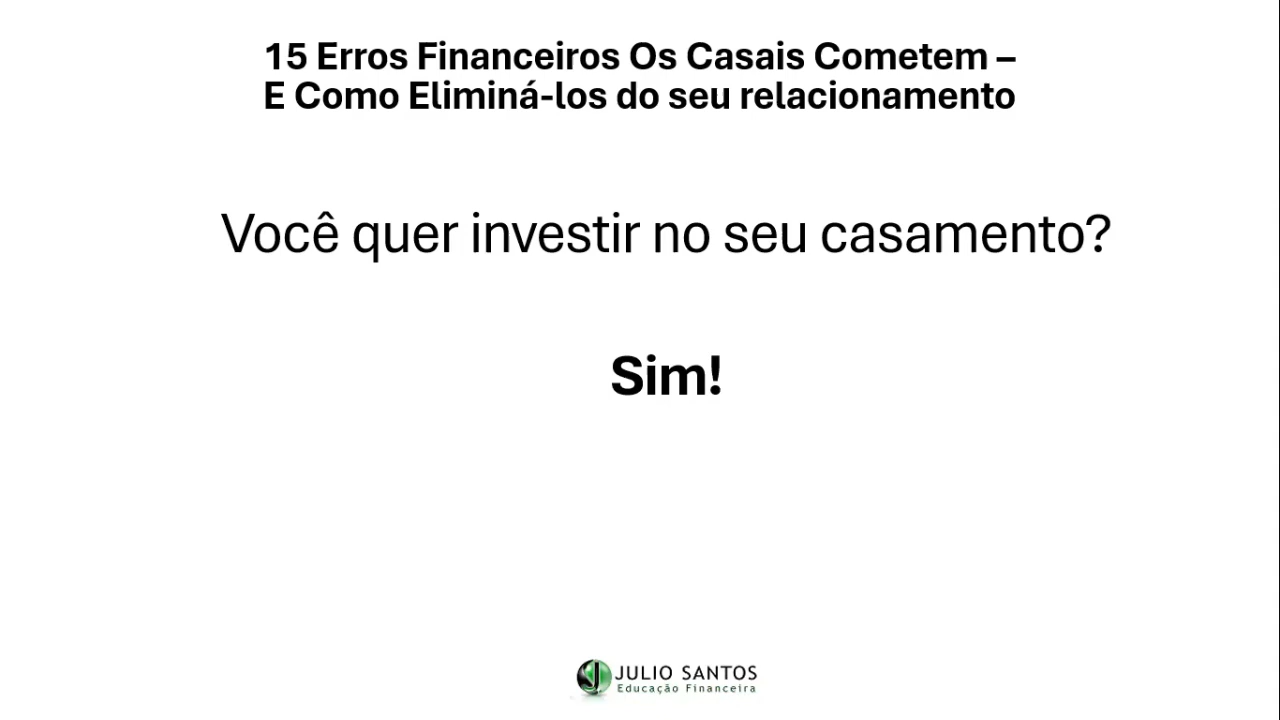 15 Erros Financeiros Os Casais Cometem –
E Como Eliminá-los do seu relacionamento
Você quer investir no seu casamento?
Sim!
JULIO SANTOS
Educação Financeira